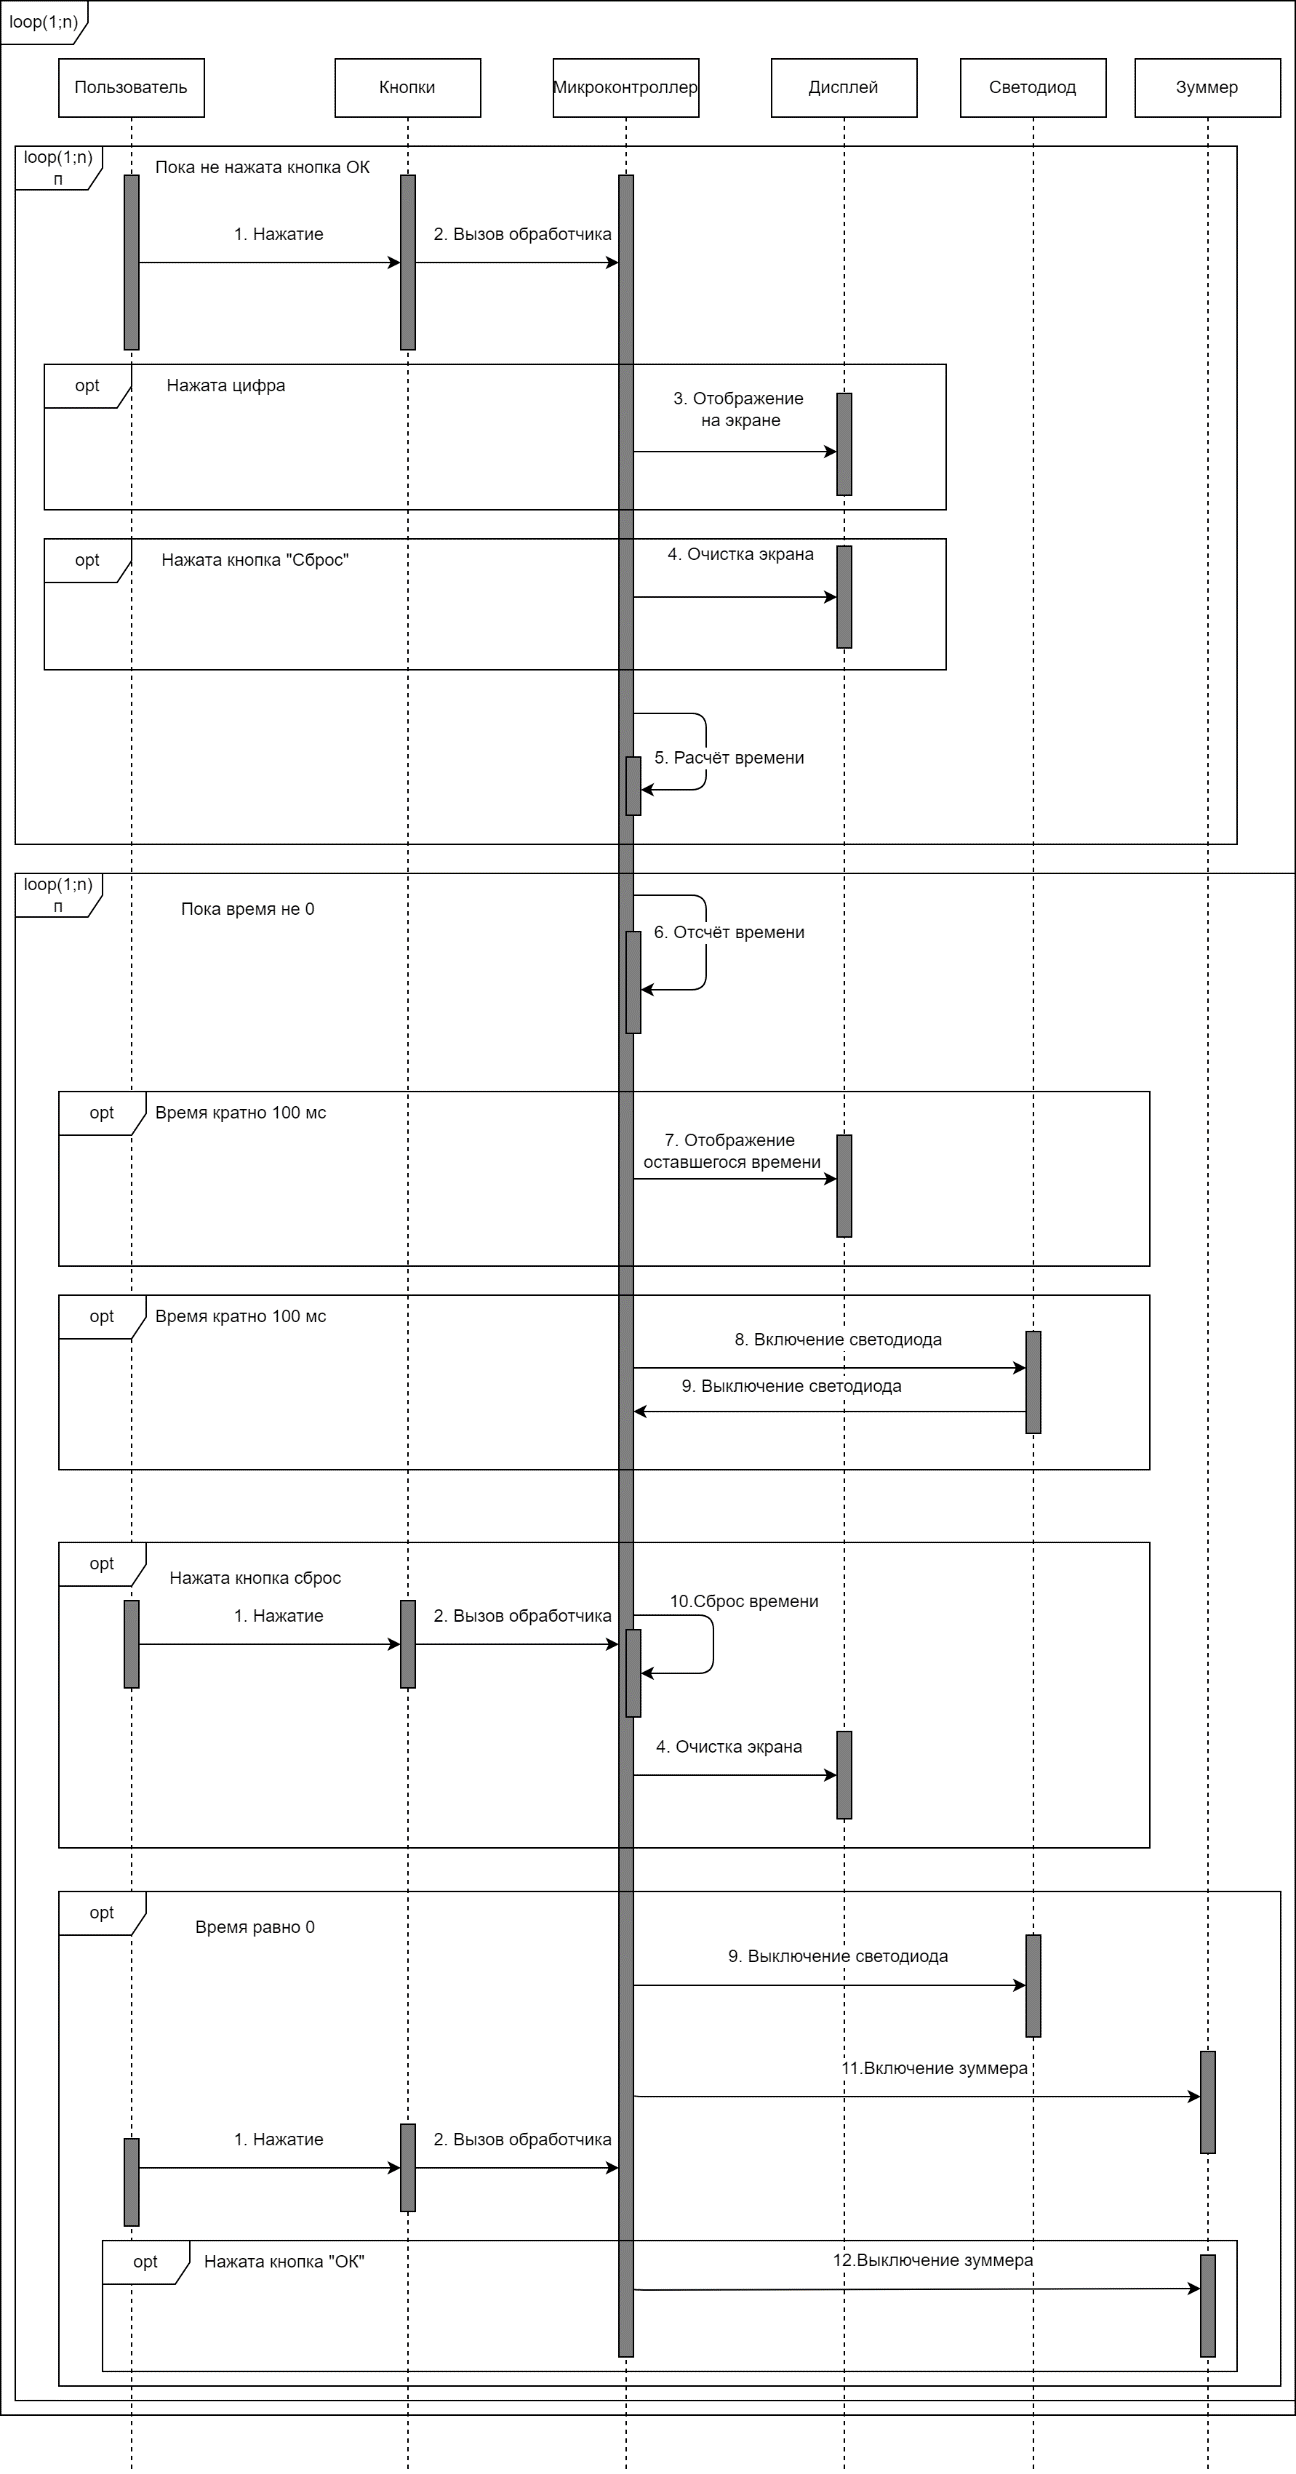 loop(1;n)
Пользователь
Кнопки
Микроконтроллер
Дисплей
Светодиод
Зуммер
loop(1;n)
п
Пока не нажата кнопка ОК
1. Нажатие
2. Вызов обработчика
opt
Нажата цифра
3. Отображение
на экране
opt
Нажата кнопка "Сброс"
4. Очистка экрана
5. Расчёт времени
loop(1;n)
п
Пока время не 0
6. Отсчёт времени
opt
Время кратно 100 мс
7. Отображение
оставшегося времени
opt
Время кратно 100 мс
8. Включение светодиода
9. Выключение светодиода
opt
Нажата кнопка сброс
1. Нажатие
2. Вызов обработчика
10.Сброс времени
4. Очистка экрана
opt
Время равно 0
9. Выключение светодиода
11.Включение зуммера
1. Нажатие
2. Вызов обработчика
opt
Нажата кнопка "ОК"
12.Выключение зуммера